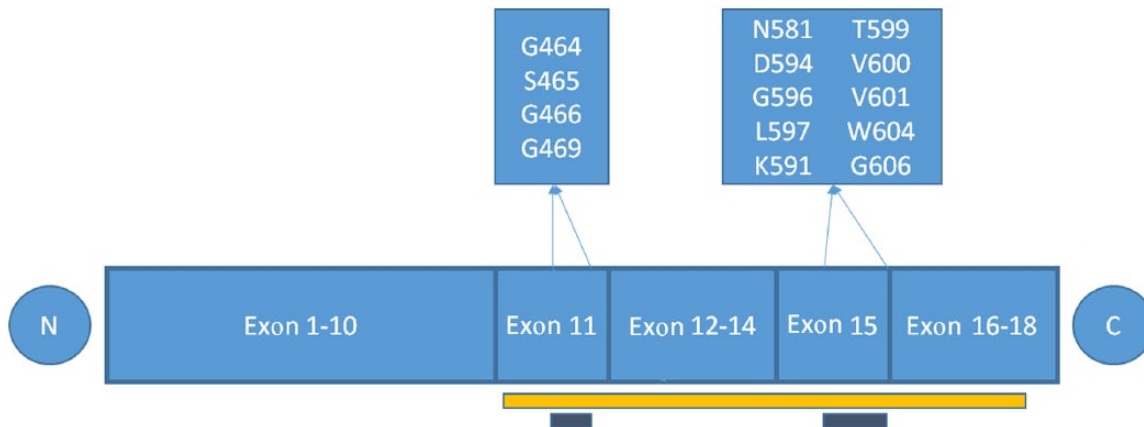 G464
S465
G466
G469
N581 T599
D594 V600
G596 V601
L597 W604
K591 G606
N
Exon 1-10
Exon 11
Exon 12-14
Exon 15
Exon 16-18
C